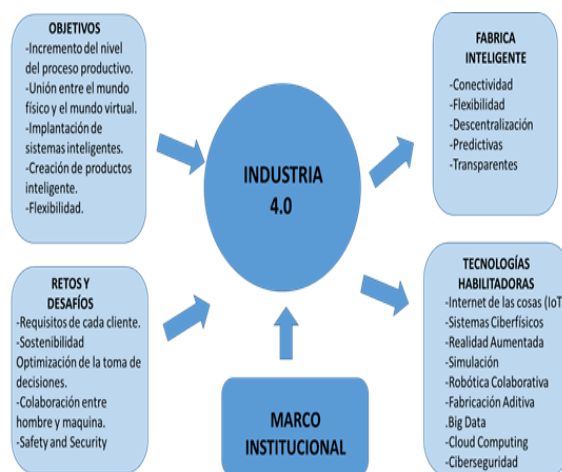 OBJETIVOS
-Incremento del nivel
del proceso productivo.
-Unión entre el mundo
físico y el mundo virtual.
-Implantación de
sistemas inteligentes.
-Creación de productos
inteligente.
-Flexibilidad.
FABRICA
INTELIGENTE
-Conectividad
-Flexibilidad
-Descentralización
-Predictivas
-Transparentes
INDUSTRIA
4.0
RETOS Y
DESAFÍOS
-Requisitos de cada cliente.
-Sostenibilidad
Optimización de la toma de
decisiones.
-Colaboración entre
hombre y maquina.
-Safety and Security
MARCO
INSTITUCIONAL
TECNOLOGÍAS
HABILITADORAS
-Internet de las cosas (IoT
-Sistemas Ciberfísicos
-Realidad Aumentada
-Simulación
-Robótica Colaborativa
-Fabricación Aditiva
.Big Data
-Cloud Computing
-Ciberseguridad